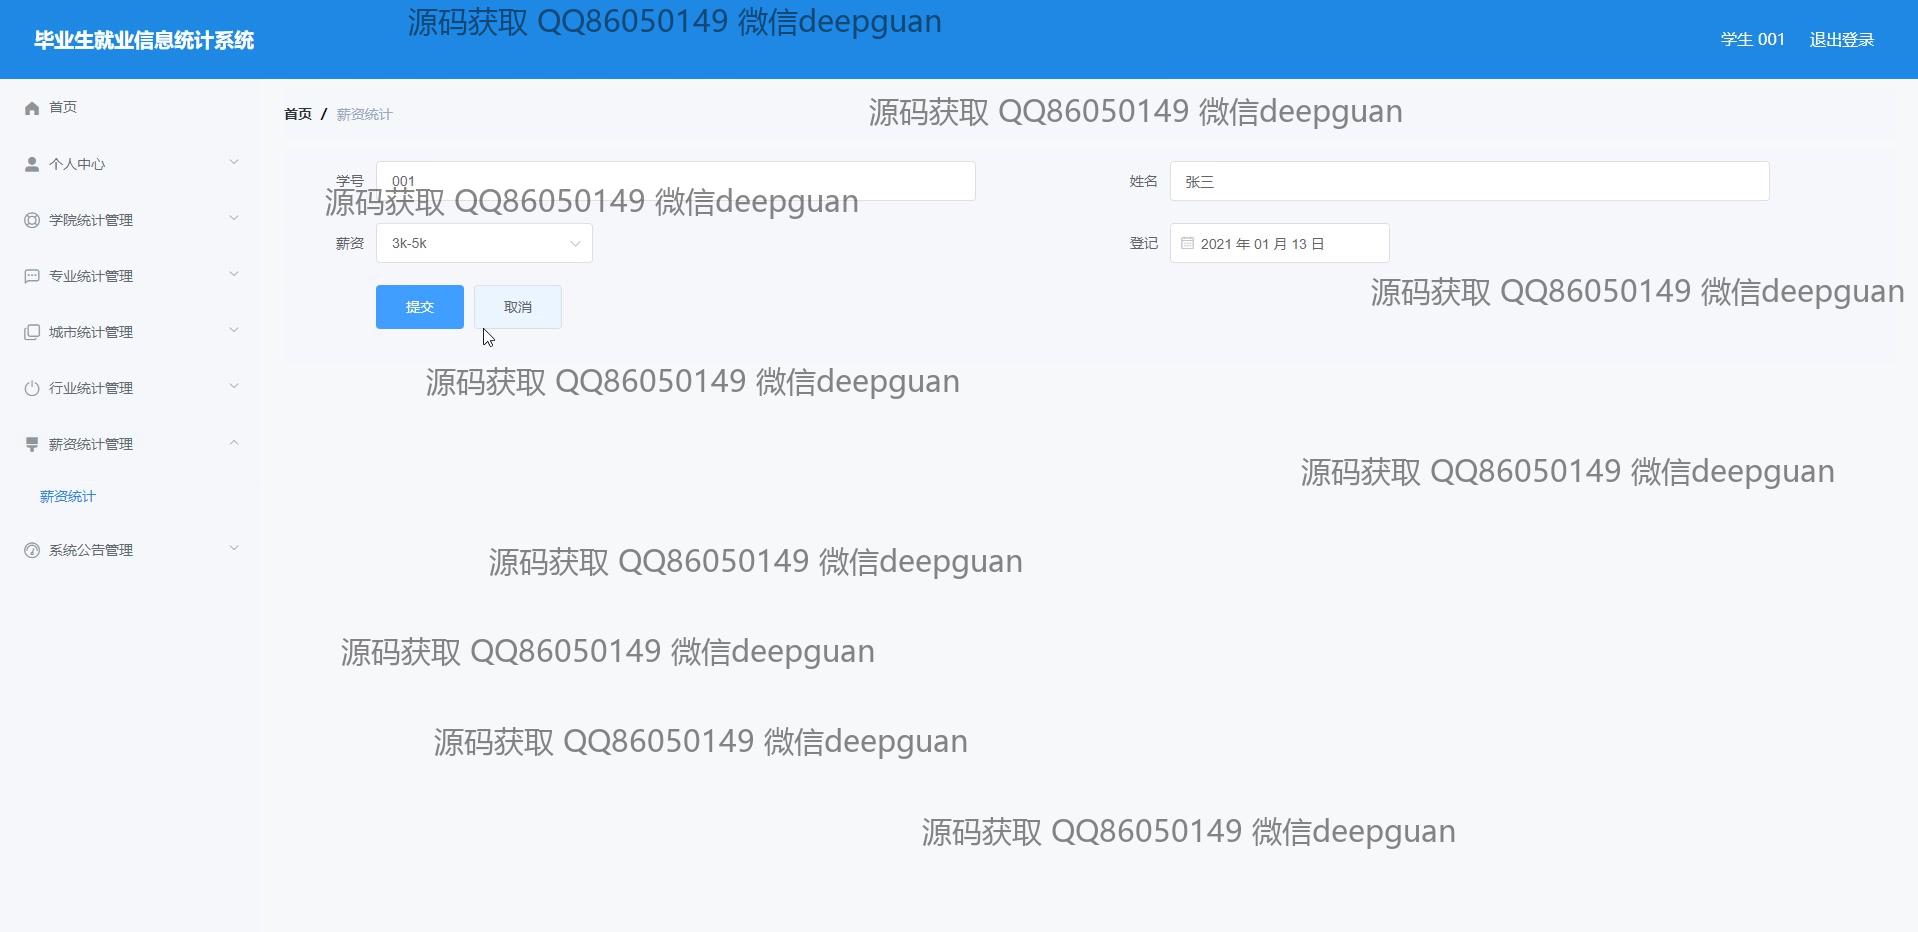 毕业生就业信息统计系统
源码获取 QQ86050149 微信deepguan
学生 001 退出登录
首页
个人中心
学院统计管理
专业统计管理
城市统计管理
行业统计管理
薪资统计管理
薪资统计
系统公告管理
首页 / 薪资统计
源码获取 QQ86050149 微信deepguan
学号 001
姓名 张三
源码获取 QQ86050149 微信deepguan
薪资 3k-5k
登记 2021 年 01 月 13 日
源码获取 QQ86050149 微信deepguan
提交 取消
源码获取 QQ86050149 微信deepguan
源码获取 QQ86050149 微信deepguan
源码获取 QQ86050149 微信deepguan
源码获取 QQ86050149 微信deepguan
源码获取 QQ86050149 微信deepguan
源码获取 QQ86050149 微信deepguan